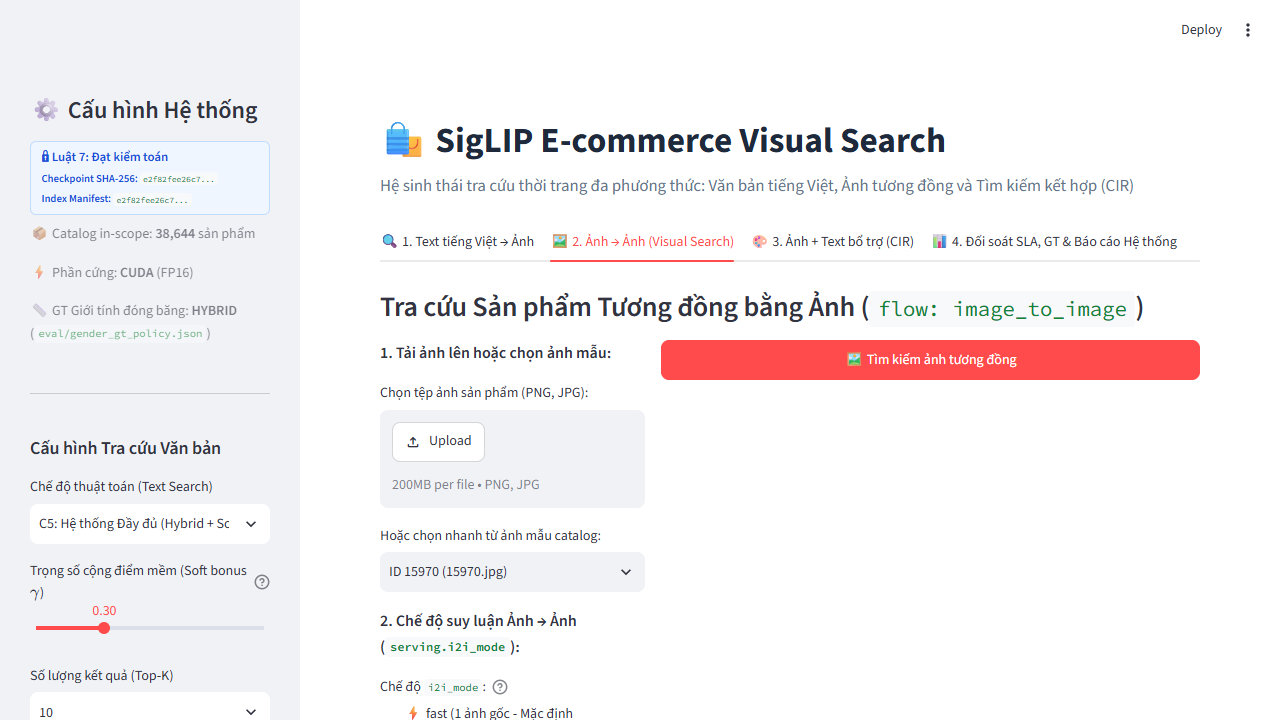 Deploy
Cấu hình Hệ thống
Luật 7: Đạt kiểm toán
Checkpoint SHA-256: e2f82fee26c7...
Index Manifest: e2f82fee26c7...
Catalog in-scope: 38,644 sản phẩm
Phần cứng: CUDA (FP16)
GT Giới tính đóng băng: HYBRID
( eval/gender_gt_policy.json )
Cấu hình Tra cứu Văn bản
Chế độ thuật toán (Text Search)
C5: Hệ thống Đầy đủ (Hybrid + Sc
Trọng số cộng điểm mềm (Soft bonus
γ)
0.30
Số lượng kết quả (Top-K)
10
SigLIP E-commerce Visual Search
Hệ sinh thái tra cứu thời trang đa phương thức: Văn bản tiếng Việt, Ảnh tương đồng và Tìm kiếm kết hợp (CIR)
1. Text tiếng Việt → Ảnh
2. Ảnh → Ảnh (Visual Search)
3. Ảnh + Text bổ trợ (CIR)
4. Đối soát SLA, GT & Báo cáo Hệ thống
Tra cứu Sản phẩm Tương đồng bằng Ảnh ( flow: image_to_image )
1. Tải ảnh lên hoặc chọn ảnh mẫu:
Chọn tệp ảnh sản phẩm (PNG, JPG):
Upload
200MB per file • PNG, JPG
Hoặc chọn nhanh từ ảnh mẫu catalog:
ID 15970 (15970.jpg)
2. Chế độ suy luận Ảnh → Ảnh
( serving.i2i_mode ):
Chế độ i2i_mode :
fast (1 ảnh gốc - Mặc định
Tìm kiếm ảnh tương đồng